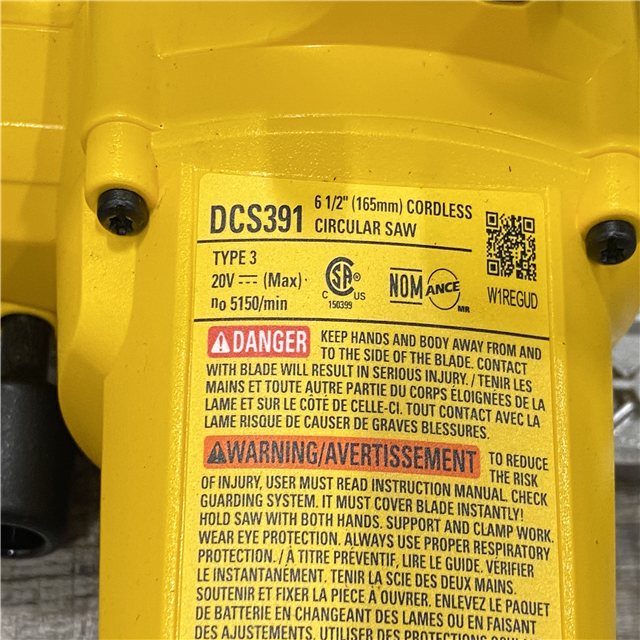 DCS391 6 1/2" (165mm) CORDLESS
CIRCULAR SAW
TYPE 3
20V ⎓ (Max)
no 5150/min
CSA®
C US
150399
NOM
ANCE
MR
W1REGUD
⚠DANGER KEEP HANDS AND BODY AWAY FROM AND
TO THE SIDE OF THE BLADE. CONTACT
WITH BLADE WILL RESULT IN SERIOUS INJURY. / TENIR LES
MAINS ET TOUTE AUTRE PARTIE DU CORPS ÉLOIGNÉES DE LA
LAME ET SUR LE CÔTÉ DE CELLE-CI. TOUT CONTACT AVEC LA
LAME RISQUE DE CAUSER DE GRAVES BLESSURES.
⚠WARNING/AVERTISSEMENT TO REDUCE
THE RISK
OF INJURY, USER MUST READ INSTRUCTION MANUAL. CHECK
GUARDING SYSTEM. IT MUST COVER BLADE INSTANTLY!
HOLD SAW WITH BOTH HANDS. SUPPORT AND CLAMP WORK.
WEAR EYE PROTECTION. ALWAYS USE PROPER RESPIRATORY
PROTECTION. / À TITRE PRÉVENTIF, LIRE LE GUIDE. VÉRIFIER
LE INSTANTANÉMENT. TENIR LA SCIE DES DEUX MAINS.
SOUTENIR ET FIXER LA PIÈCE À OUVRER. ENLEVEZ LE PAQUET
DE BATTERIE EN CHANGEANT DES LAMES OU EN FAISANT
DES AJUSTEMENTS. UTILISER DES PROTECTIONS